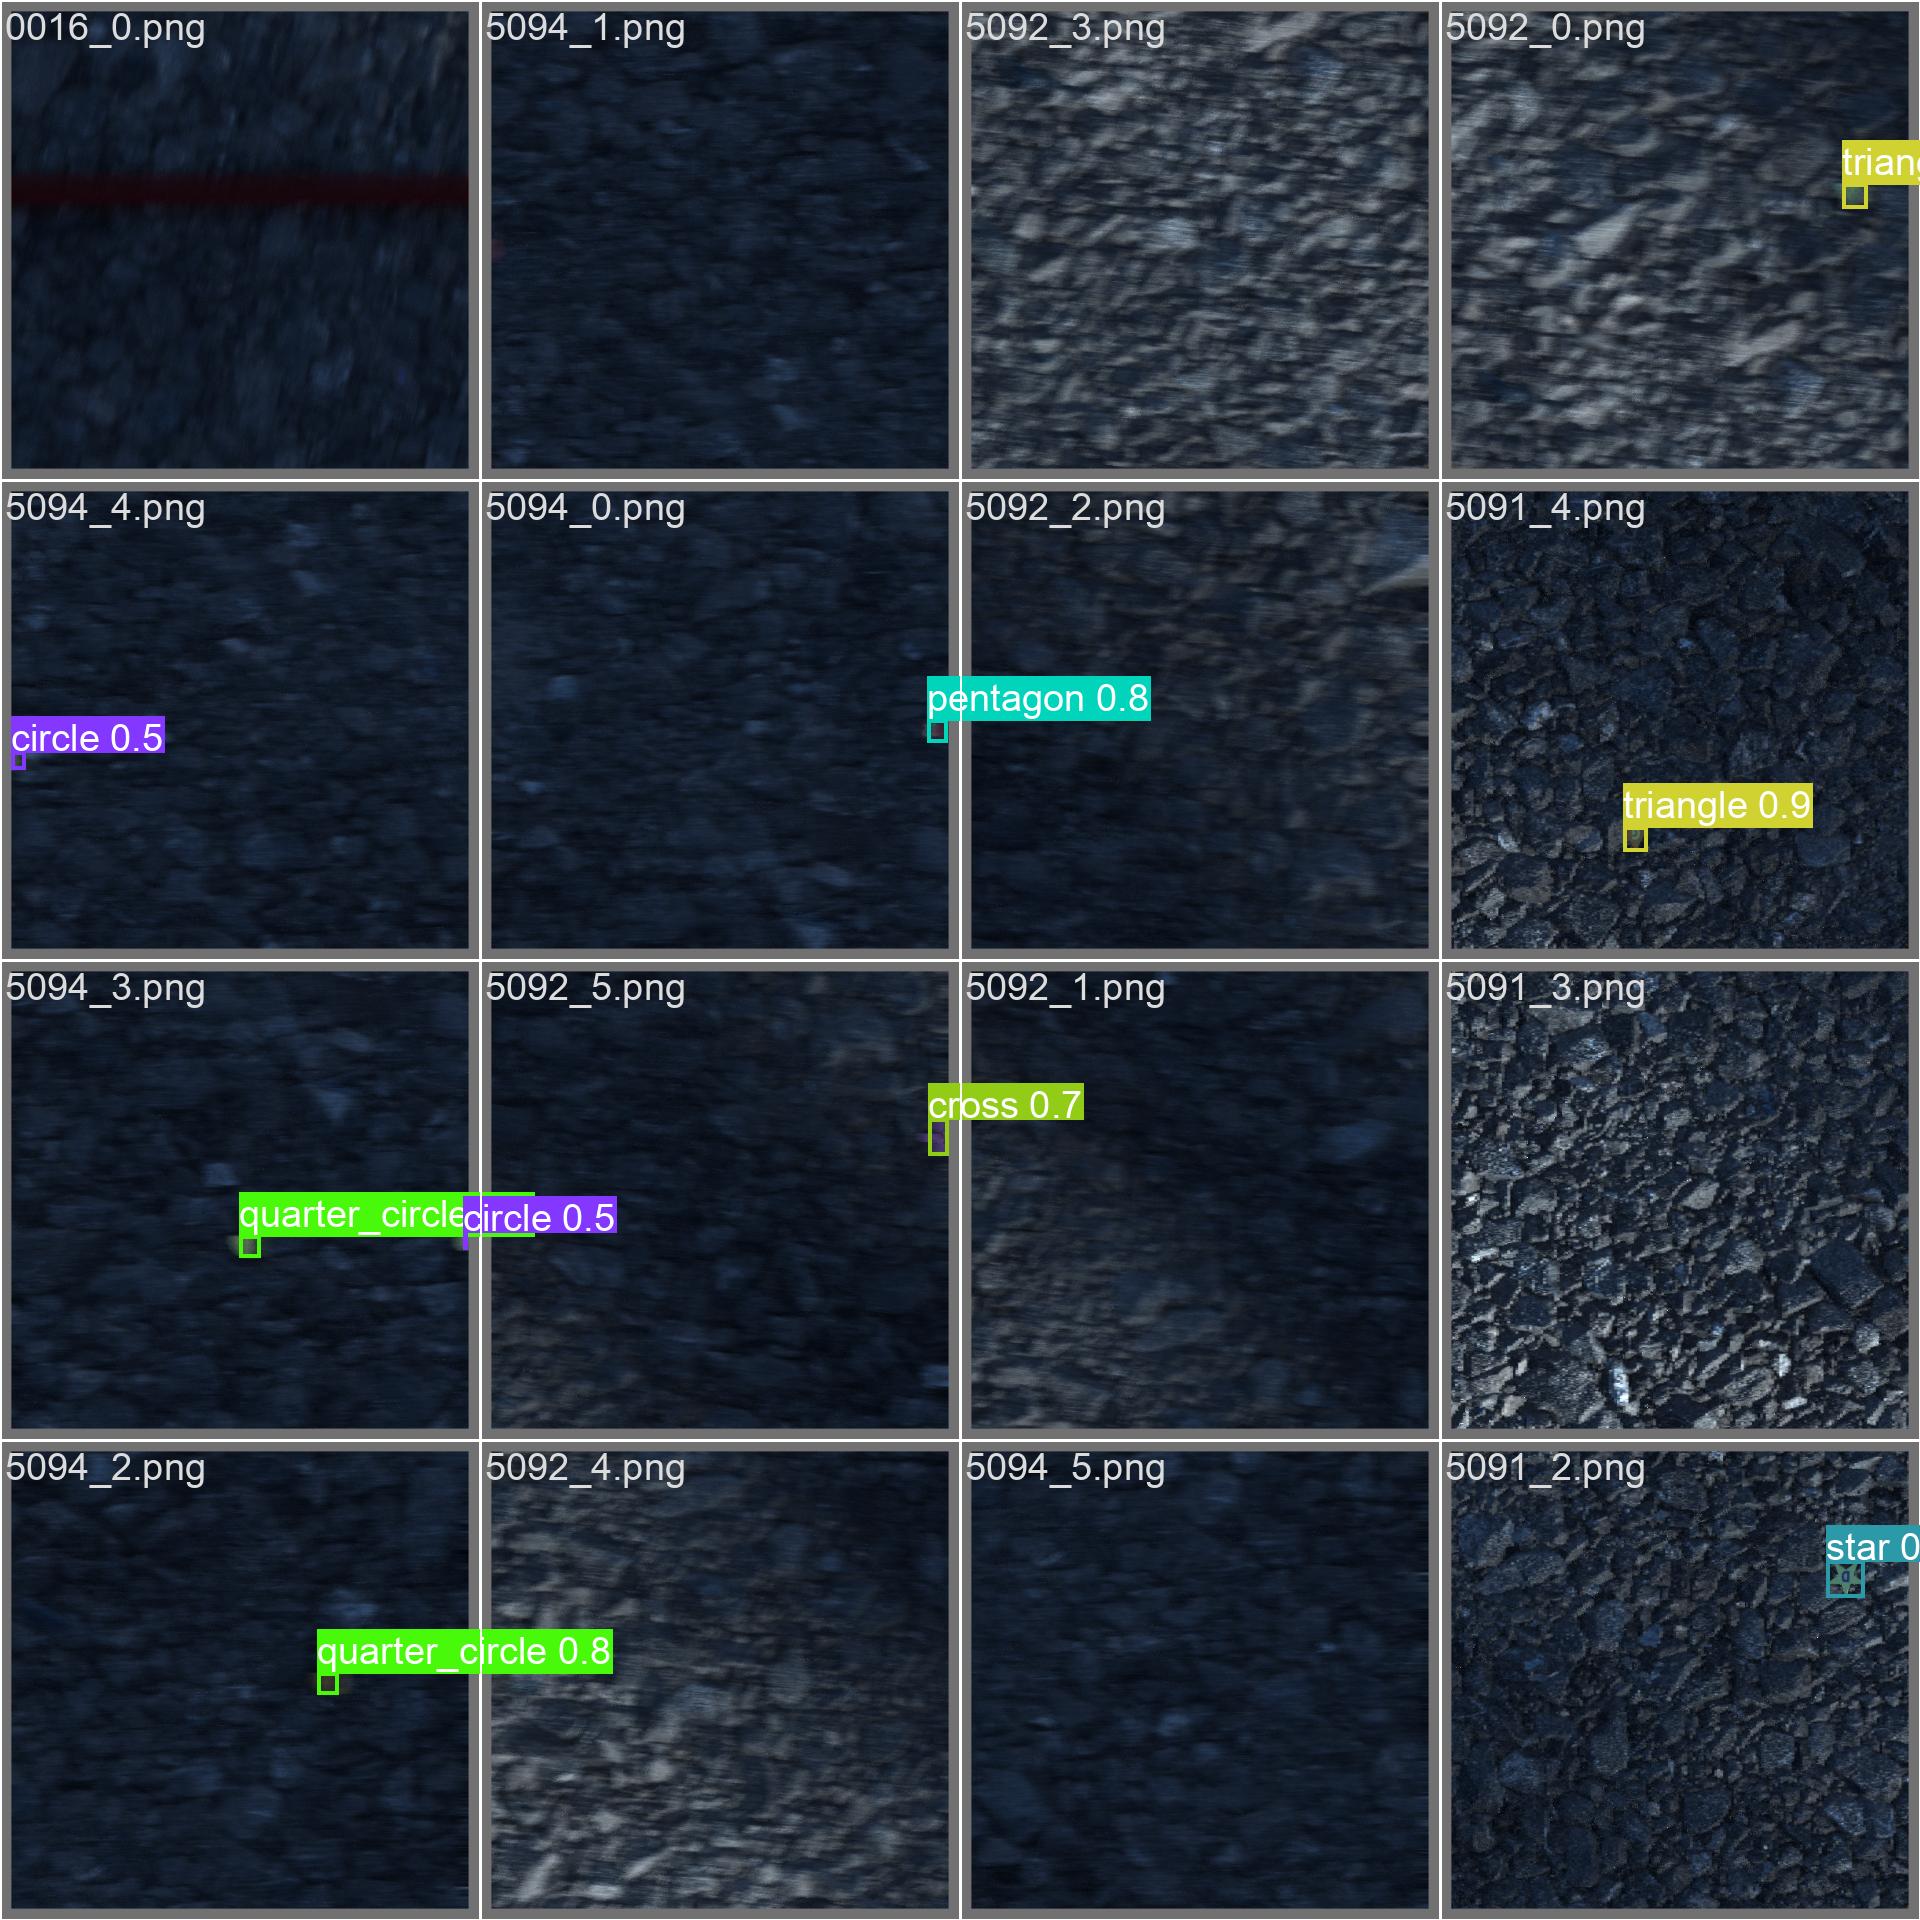 0016_0.png
5094_1.png
5092_3.png
5092_0.png
triang
5094_4.png
5094_0.png
5092_2.png
5091_4.png
circle 0.5
pentagon 0.8
triangle 0.9
5094_3.png
5092_5.png
5092_1.png
5091_3.png
cross 0.7
quarter_circle
circle 0.5
5094_2.png
5092_4.png
5094_5.png
5091_2.png
star 0
quarter_circle 0.8